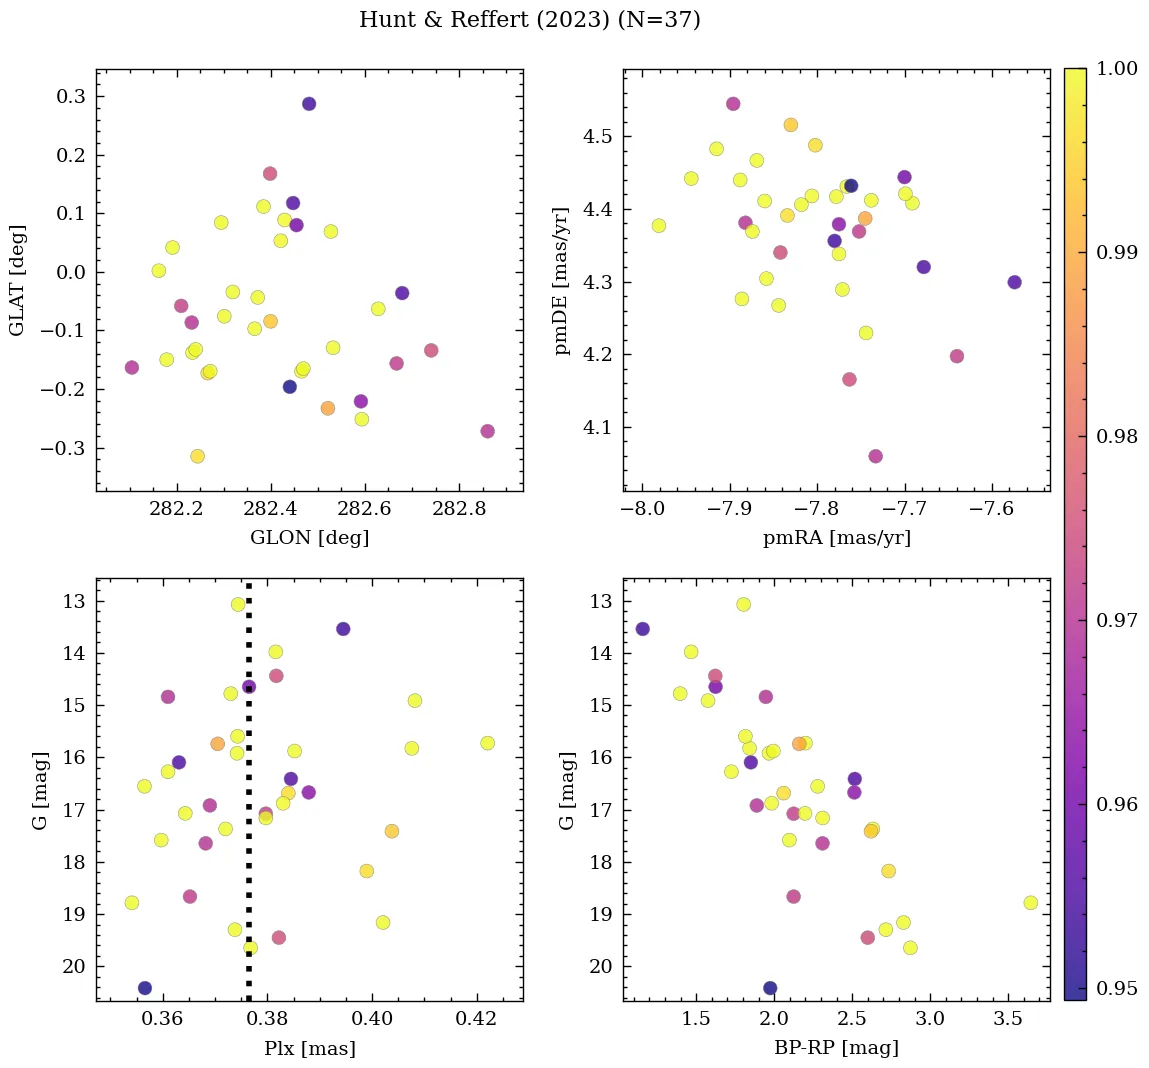 Hunt & Reffert (2023) (N=37)
0.3
0.2
0.1
0.0
−0.1
−0.2
−0.3
GLAT [deg]
282.2 282.4 282.6 282.8
GLON [deg]
4.5
4.4
4.3
4.2
4.1
pmDE [mas/yr]
−8.0 −7.9 −7.8 −7.7 −7.6
pmRA [mas/yr]
13
14
15
16
17
18
19
20
G [mag]
0.36 0.38 0.40 0.42
Plx [mas]
13
14
15
16
17
18
19
20
G [mag]
1.5 2.0 2.5 3.0 3.5
BP-RP [mag]
1.00
0.99
0.98
0.97
0.96
0.95